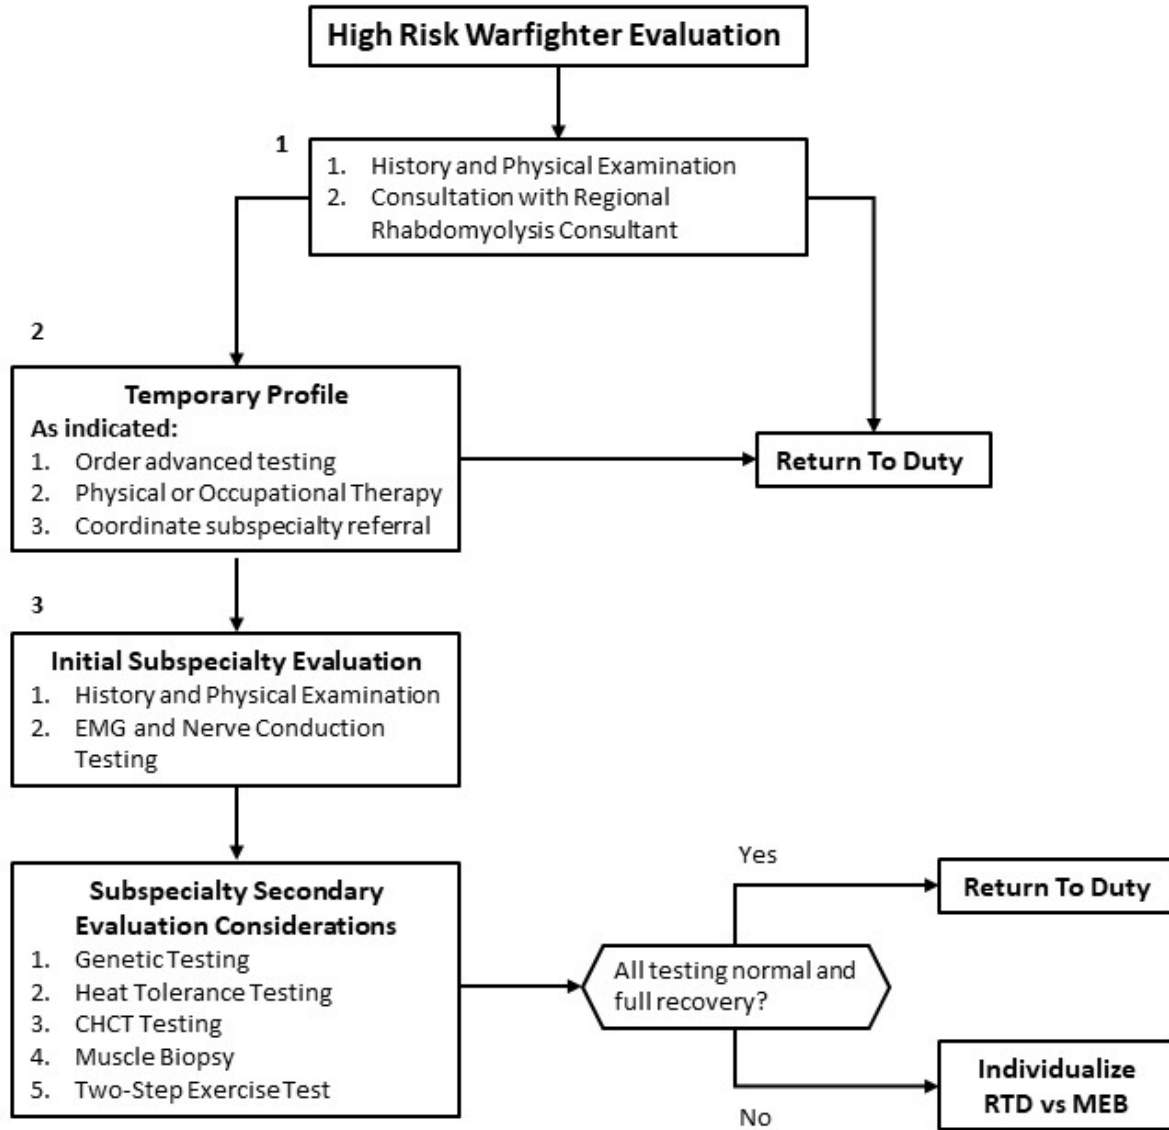 High Risk Warfighter Evaluation
1
1. History and Physical Examination
2. Consultation with Regional
Rhabdomyolysis Consultant
2
Temporary Profile
As indicated:
1. Order advanced testing
2. Physical or Occupational Therapy
3. Coordinate subspecialty referral
Return To Duty
3
Initial Subspecialty Evaluation
1. History and Physical Examination
2. EMG and Nerve Conduction
Testing
Subspecialty Secondary
Evaluation Considerations
1. Genetic Testing
2. Heat Tolerance Testing
3. CHCT Testing
4. Muscle Biopsy
5. Two-Step Exercise Test
All testing normal and
full recovery?
Yes
Return To Duty
No
Individualize
RTD vs MEB